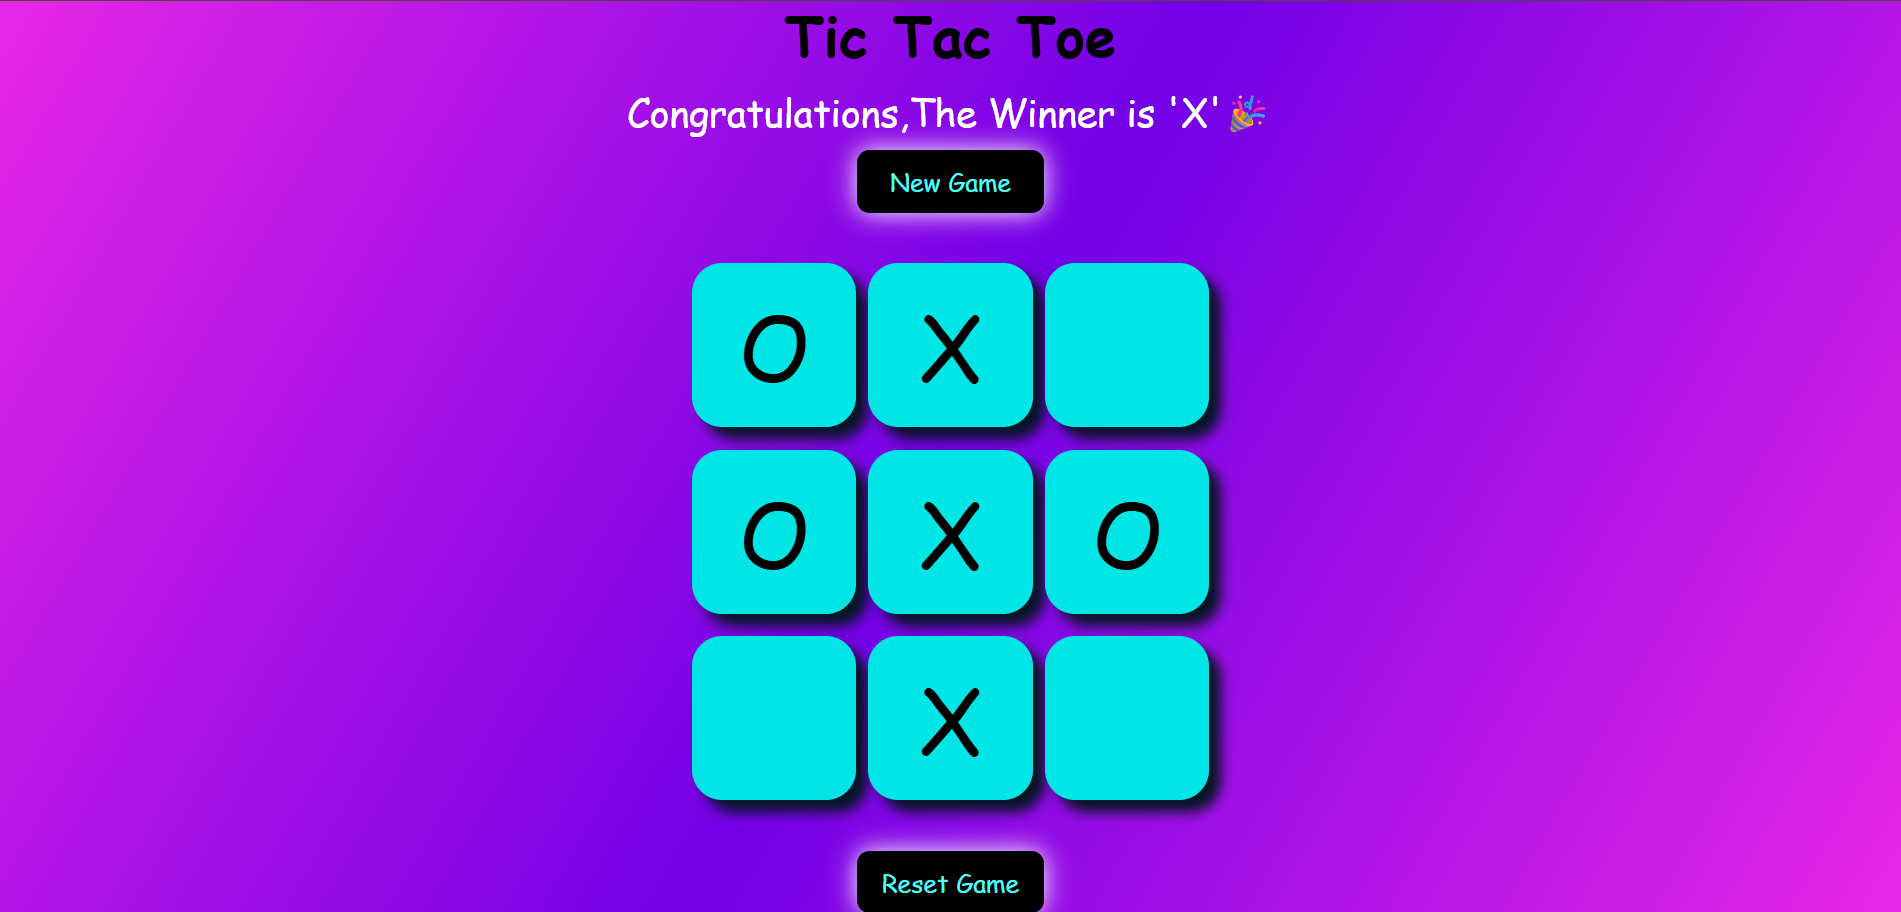 Tic Tac Toe
Congratulations,The Winner is 'X' 🎉
New Game
O X
O X O
X
Reset Game